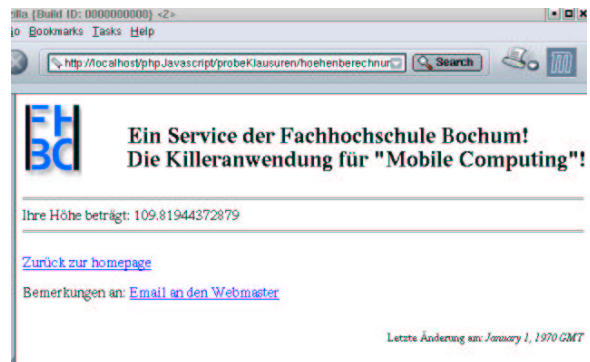 zilla {Build ID: 0000000000} <2>
Go Bookmarks Tasks Help
http://localhost/phpJavascript/probeKlausuren/hoehenberechnun
Search
FH
BO
Ein Service der Fachhochschule Bochum!
Die Killeranwendung für "Mobile Computing"!
Ihre Höhe beträgt: 109.81944372879
Zurück zur homepage
Bemerkungen an: Email an den Webmaster
Letzte Änderung am: January 1, 1970 GMT